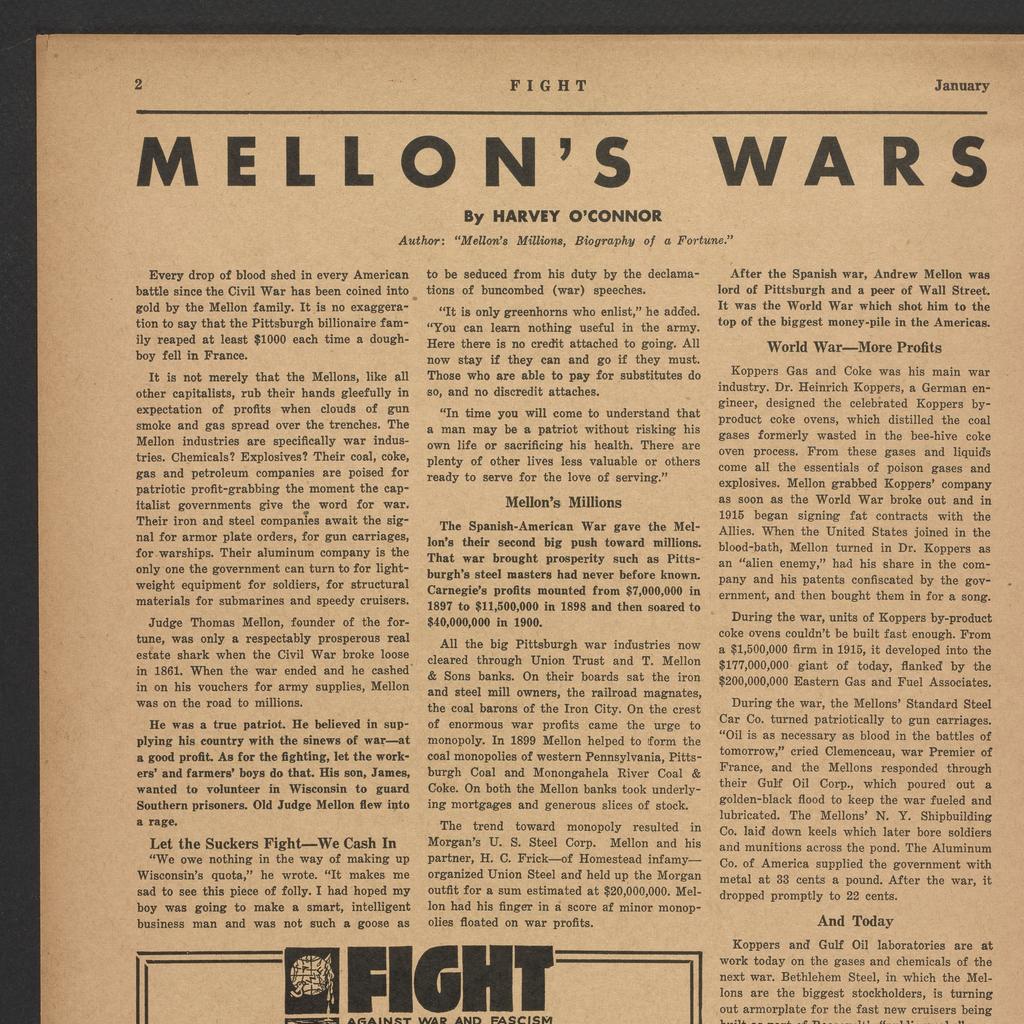 2
FIGHT
January
MELLON'S WARS
By HARVEY O'CONNOR
Author: "Mellon's Millions, Biography of a Fortune."
Every drop of blood shed in every American
battle since the Civil War has been coined into
gold by the Mellon family. It is no exaggera-
tion to say that the Pittsburgh billionaire fam-
ily reaped at least $1000 each time a dough-
boy fell in France.
It is not merely that the Mellons, like all
other capitalists, rub their hands gleefully in
expectation of profits when clouds of gun
smoke and gas spread over the trenches. The
Mellon industries are specifically war indus-
tries. Chemicals? Explosives? Their coal, coke,
gas and petroleum companies are poised for
patriotic profit-grabbing the moment the cap-
italist governments give the word for war.
Their iron and steel companies await the sig-
nal for armor plate orders, for gun carriages,
for warships. Their aluminum company is the
only one the government can turn to for light-
weight equipment for soldiers, for structural
materials for submarines and speedy cruisers.
Judge Thomas Mellon, founder of the for-
tune, was only a respectably prosperous real
estate shark when the Civil War broke loose
in 1861. When the war ended and he cashed
in on his vouchers for army supplies, Mellon
was on the road to millions.
He was a true patriot. He believed in sup-
plying his country with the sinews of war—at
a good profit. As for the fighting, let the work-
ers' and farmers' boys do that. His son, James,
wanted to volunteer in Wisconsin to guard
Southern prisoners. Old Judge Mellon flew into
a rage.
Let the Suckers Fight—We Cash In
"We owe nothing in the way of making up
Wisconsin's quota," he wrote. "It makes me
sad to see this piece of folly. I had hoped my
boy was going to make a smart, intelligent
business man and was not such a goose as
to be seduced from his duty by the declama-
tions of buncombed (war) speeches.
"It is only greenhorns who enlist," he added.
"You can learn nothing useful in the army.
Here there is no credit attached to going. All
now stay if they can and go if they must.
Those who are able to pay for substitutes do
so, and no discredit attaches.
"In time you will come to understand that
a man may be a patriot without risking his
own life or sacrificing his health. There are
plenty of other lives less valuable or others
ready to serve for the love of serving."
Mellon's Millions
The Spanish-American War gave the Mel-
lon's their second big push toward millions.
That war brought prosperity such as Pitts-
burgh's steel masters had never before known.
Carnegie's profits mounted from $7,000,000 in
1897 to $11,500,000 in 1898 and then soared to
$40,000,000 in 1900.
All the big Pittsburgh war industries now
cleared through Union Trust and T. Mellon
& Sons banks. On their boards sat the iron
and steel mill owners, the railroad magnates,
the coal barons of the Iron City. On the crest
of enormous war profits came the urge to
monopoly. In 1899 Mellon helped to form the
coal monopolies of western Pennsylvania, Pitts-
burgh Coal and Monongahela River Coal &
Coke. On both the Mellon banks took underly-
ing mortgages and generous slices of stock.
The trend toward monopoly resulted in
Morgan's U. S. Steel Corp. Mellon and his
partner, H. C. Frick—of Homestead infamy—
organized Union Steel and held up the Morgan
outfit for a sum estimated at $20,000,000. Mel-
lon had his finger in a score af minor monop-
olies floated on war profits.
After the Spanish war, Andrew Mellon was
lord of Pittsburgh and a peer of Wall Street.
It was the World War which shot him to the
top of the biggest money-pile in the Americas.
World War—More Profits
Koppers Gas and Coke was his main war
industry. Dr. Heinrich Koppers, a German en-
gineer, designed the celebrated Koppers by-
product coke ovens, which distilled the coal
gases formerly wasted in the bee-hive coke
oven process. From these gases and liquids
come all the essentials of poison gases and
explosives. Mellon grabbed Koppers' company
as soon as the World War broke out and in
1915 began signing fat contracts with the
Allies. When the United States joined in the
blood-bath, Mellon turned in Dr. Koppers as
an "alien enemy," had his share in the com-
pany and his patents confiscated by the gov-
ernment, and then bought them in for a song.
During the war, units of Koppers by-product
coke ovens couldn't be built fast enough. From
a $1,500,000 firm in 1915, it developed into the
$177,000,000 giant of today, flanked by the
$200,000,000 Eastern Gas and Fuel Associates.
During the war, the Mellons' Standard Steel
Car Co. turned patriotically to gun carriages.
"Oil is as necessary as blood in the battles of
tomorrow," cried Clemenceau, war Premier of
France, and the Mellons responded through
their Gulf Oil Corp., which poured out a
golden-black flood to keep the war fueled and
lubricated. The Mellons' N. Y. Shipbuilding
Co. laid down keels which later bore soldiers
and munitions across the pond. The Aluminum
Co. of America supplied the government with
metal at 33 cents a pound. After the war, it
dropped promptly to 22 cents.
And Today
Koppers and Gulf Oil laboratories are at
work today on the gases and chemicals of the
next war. Bethlehem Steel, in which the Mel-
lons are the biggest stockholders, is turning
out armorplate for the fast new cruisers being
FIGHT
AGAINST WAR AND FASCISM